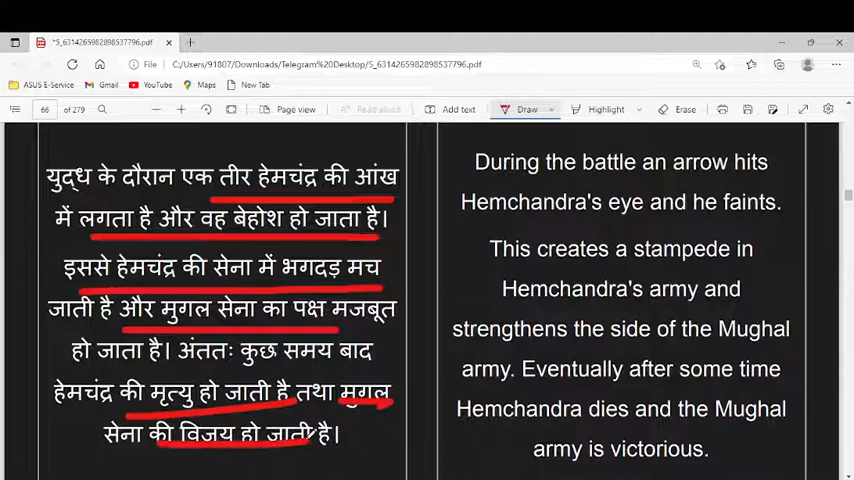 *5_6314265982898537796.pdf
File
C:/Users/91807/Downloads/Telegram%20Desktop/5_6314265982898537796.pdf
ASUS E-Service
Gmail
YouTube
Maps
New Tab
66 of 279
Page view
Read aloud
Add text
Draw
Highlight
Erase
युद्ध के दौरान एक तीर हेमचंद्र की आंख
में लगता है और वह बेहोश हो जाता है।
इससे हेमचंद्र की सेना में भगदड़ मच
जाती है और मुगल सेना का पक्ष मजबूत
हो जाता है। अंततः कुछ समय बाद
हेमचंद्र की मृत्यु हो जाती है तथा मुगल
सेना की विजय हो जाती है।
During the battle an arrow hits
Hemchandra's eye and he faints.
This creates a stampede in
Hemchandra's army and
strengthens the side of the Mughal
army. Eventually after some time
Hemchandra dies and the Mughal
army is victorious.